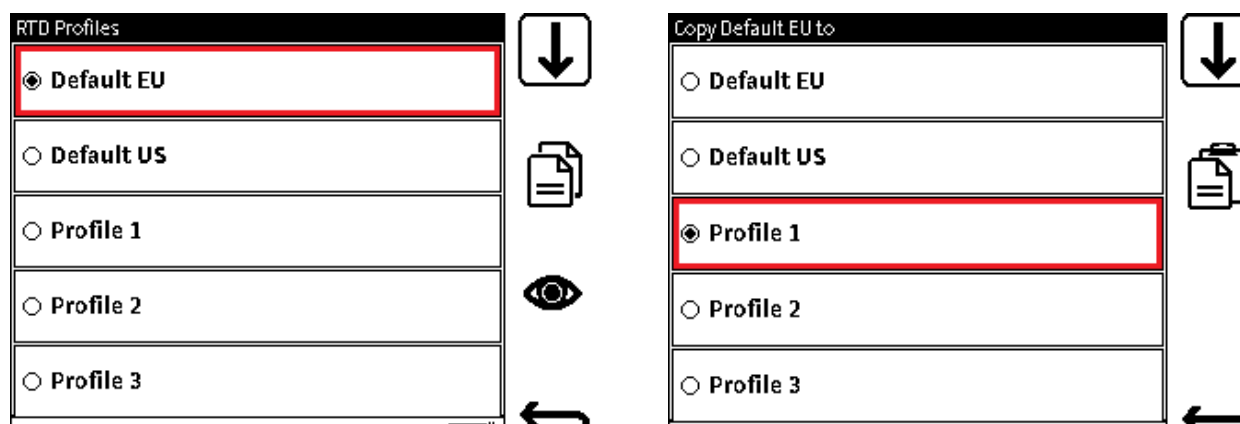 RTD Profiles
Default EU
Default US
Profile 1
Profile 2
Profile 3
Copy Default EU to
Default EU
Default US
Profile 1
Profile 2
Profile 3